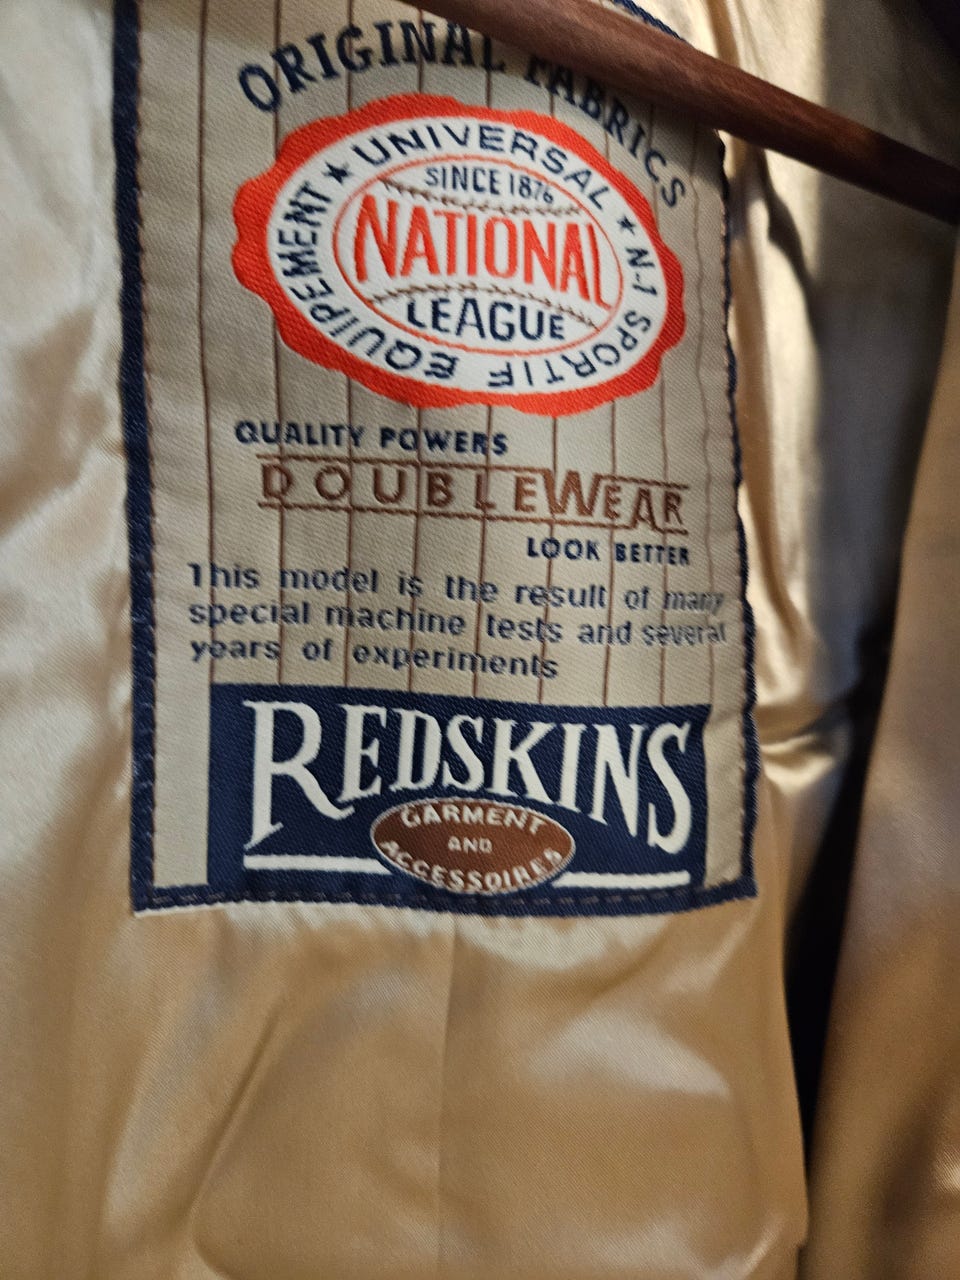 ORIGINAL FABRICS
UNIVERSAL ★ N-1 SPORTIF EQUIPEMENT ★
SINCE 1876
NATIONAL
LEAGUE
QUALITY POWERS
DOUBLEWEAR
LOOK BETTER
This model is the result of many
special machine tests and several
years of experiments
REDSKINS
GARMENT
AND
ACCESSOIRES